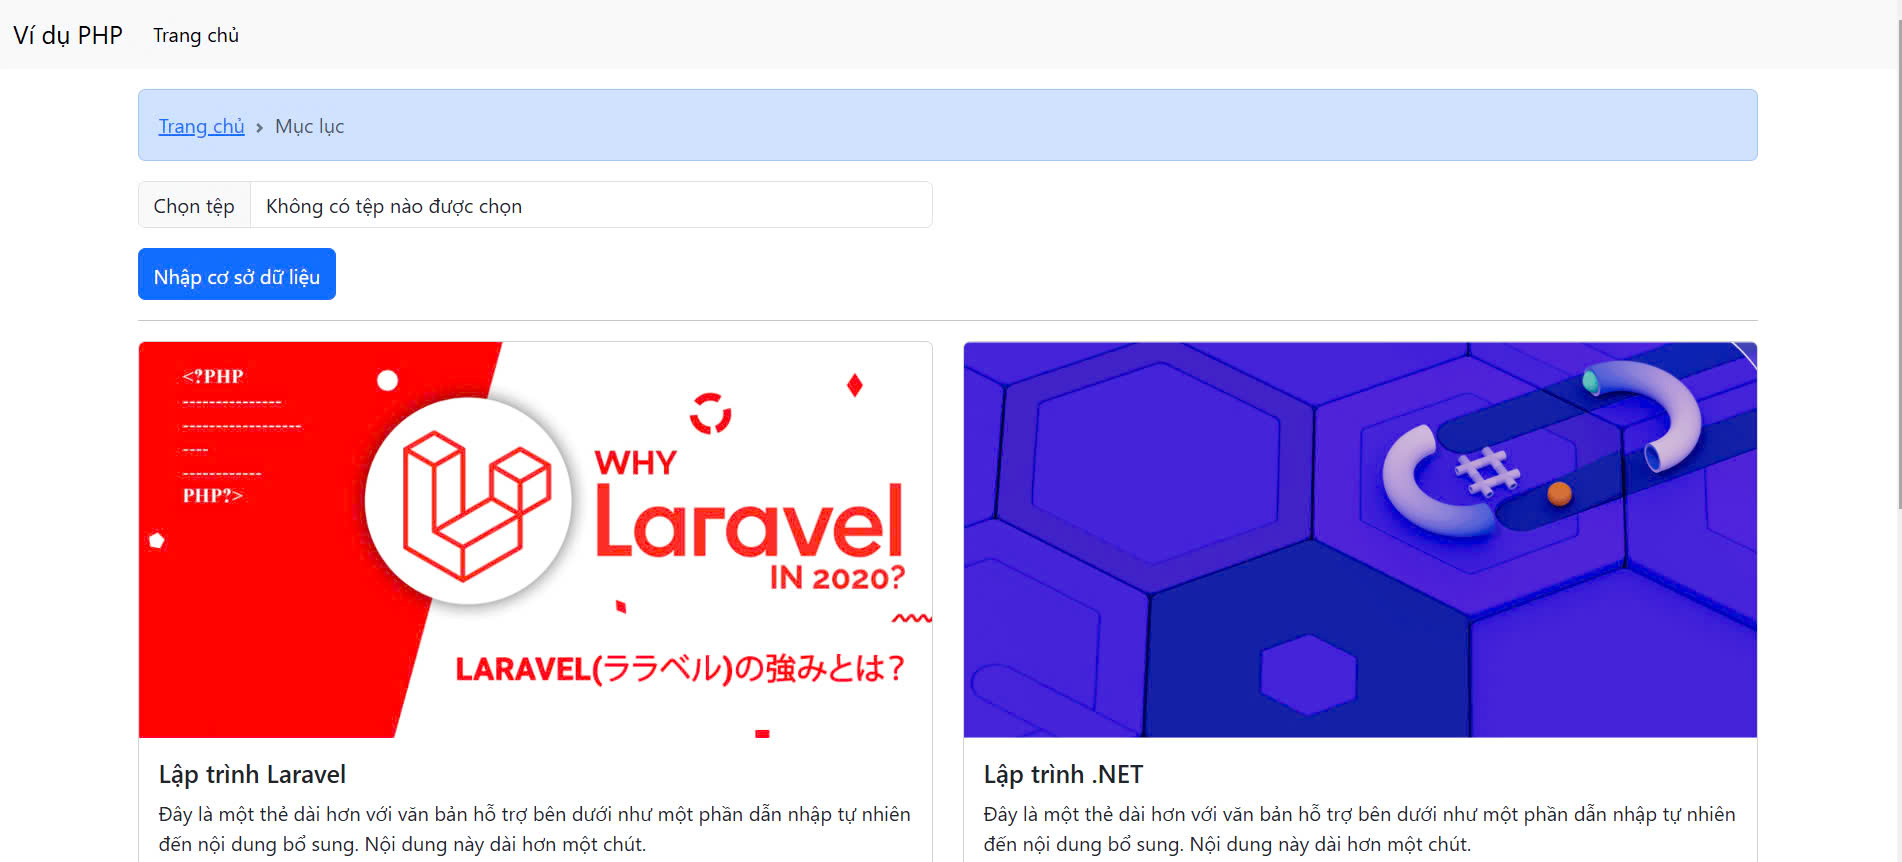 Ví dụ PHP Trang chủ
Trang chủ › Mục lục
Chọn tệp Không có tệp nào được chọn
Nhập cơ sở dữ liệu
<?PHP
---------------
------------------
----
------------
PHP?>
WHY
Laravel
IN 2020?
LARAVEL(ララベル)の強みとは？
Lập trình Laravel
Đây là một thẻ dài hơn với văn bản hỗ trợ bên dưới như một phần dẫn nhập tự nhiên
đến nội dung bổ sung. Nội dung này dài hơn một chút.
Lập trình .NET
Đây là một thẻ dài hơn với văn bản hỗ trợ bên dưới như một phần dẫn nhập tự nhiên
đến nội dung bổ sung. Nội dung này dài hơn một chút.